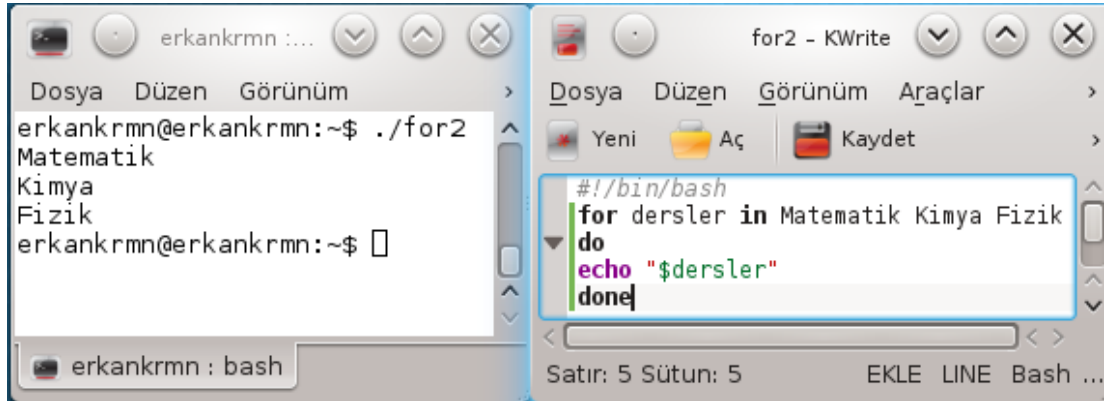 erkankrmn :...
Dosya Düzen Görünüm
erkankrmn@erkankrmn:~$ ./for2
Matematik
Kimya
Fizik
erkankrmn@erkankrmn:~$
erkankrmn : bash
for2 – KWrite
Dosya Düzen Görünüm Araçlar
Yeni Aç Kaydet
#!/bin/bash
for dersler in Matematik Kimya Fizik
do
echo "$dersler"
done
Satır: 5 Sütun: 5 EKLE LINE Bash ...